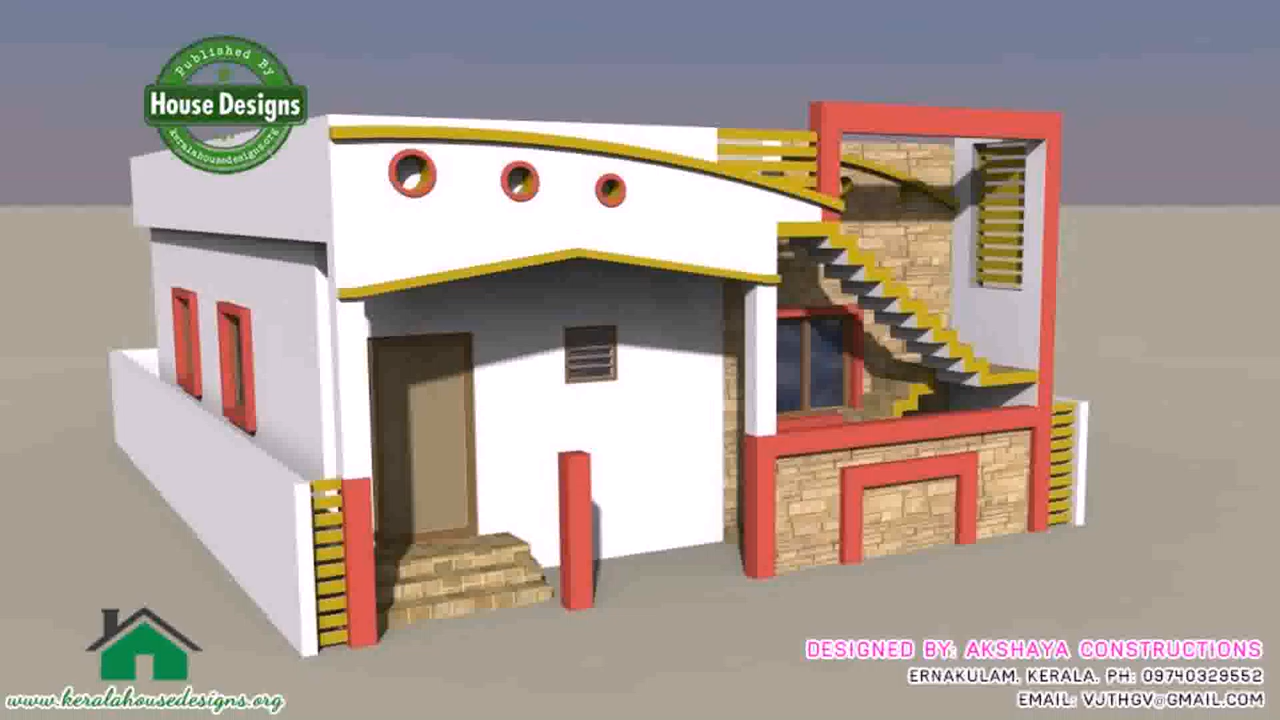 Published By
House Designs
keralahousedesigns.org
www.keralahousedesigns.org
DESIGNED BY: AKSHAYA CONSTRUCTIONS
ERNAKULAM, KERALA, PH: 09740329552
EMAIL: VJTHGV@GMAIL.COM